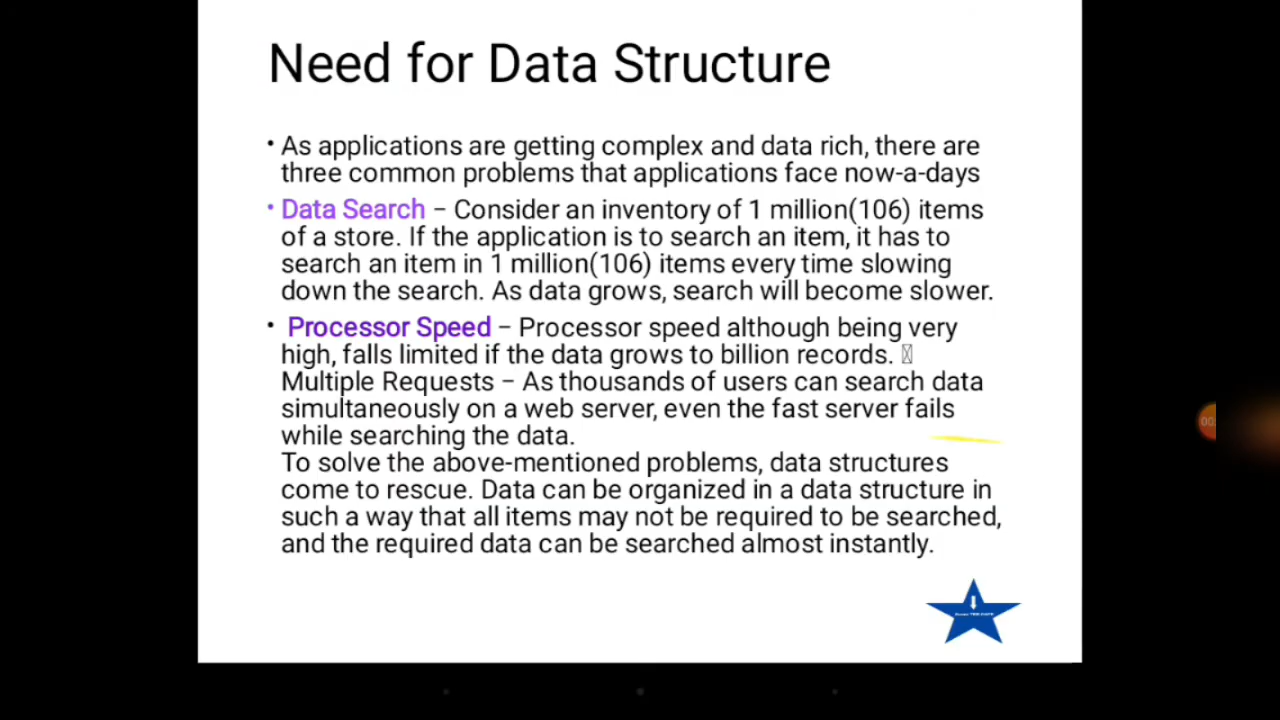 Need for Data Structure
• As applications are getting complex and data rich, there are
three common problems that applications face now-a-days
• Data Search – Consider an inventory of 1 million(106) items
of a store. If the application is to search an item, it has to
search an item in 1 million(106) items every time slowing
down the search. As data grows, search will become slower.
• Processor Speed – Processor speed although being very
high, falls limited if the data grows to billion records.
Multiple Requests – As thousands of users can search data
simultaneously on a web server, even the fast server fails
while searching the data.
To solve the above-mentioned problems, data structures
come to rescue. Data can be organized in a data structure in
such a way that all items may not be required to be searched,
and the required data can be searched almost instantly.